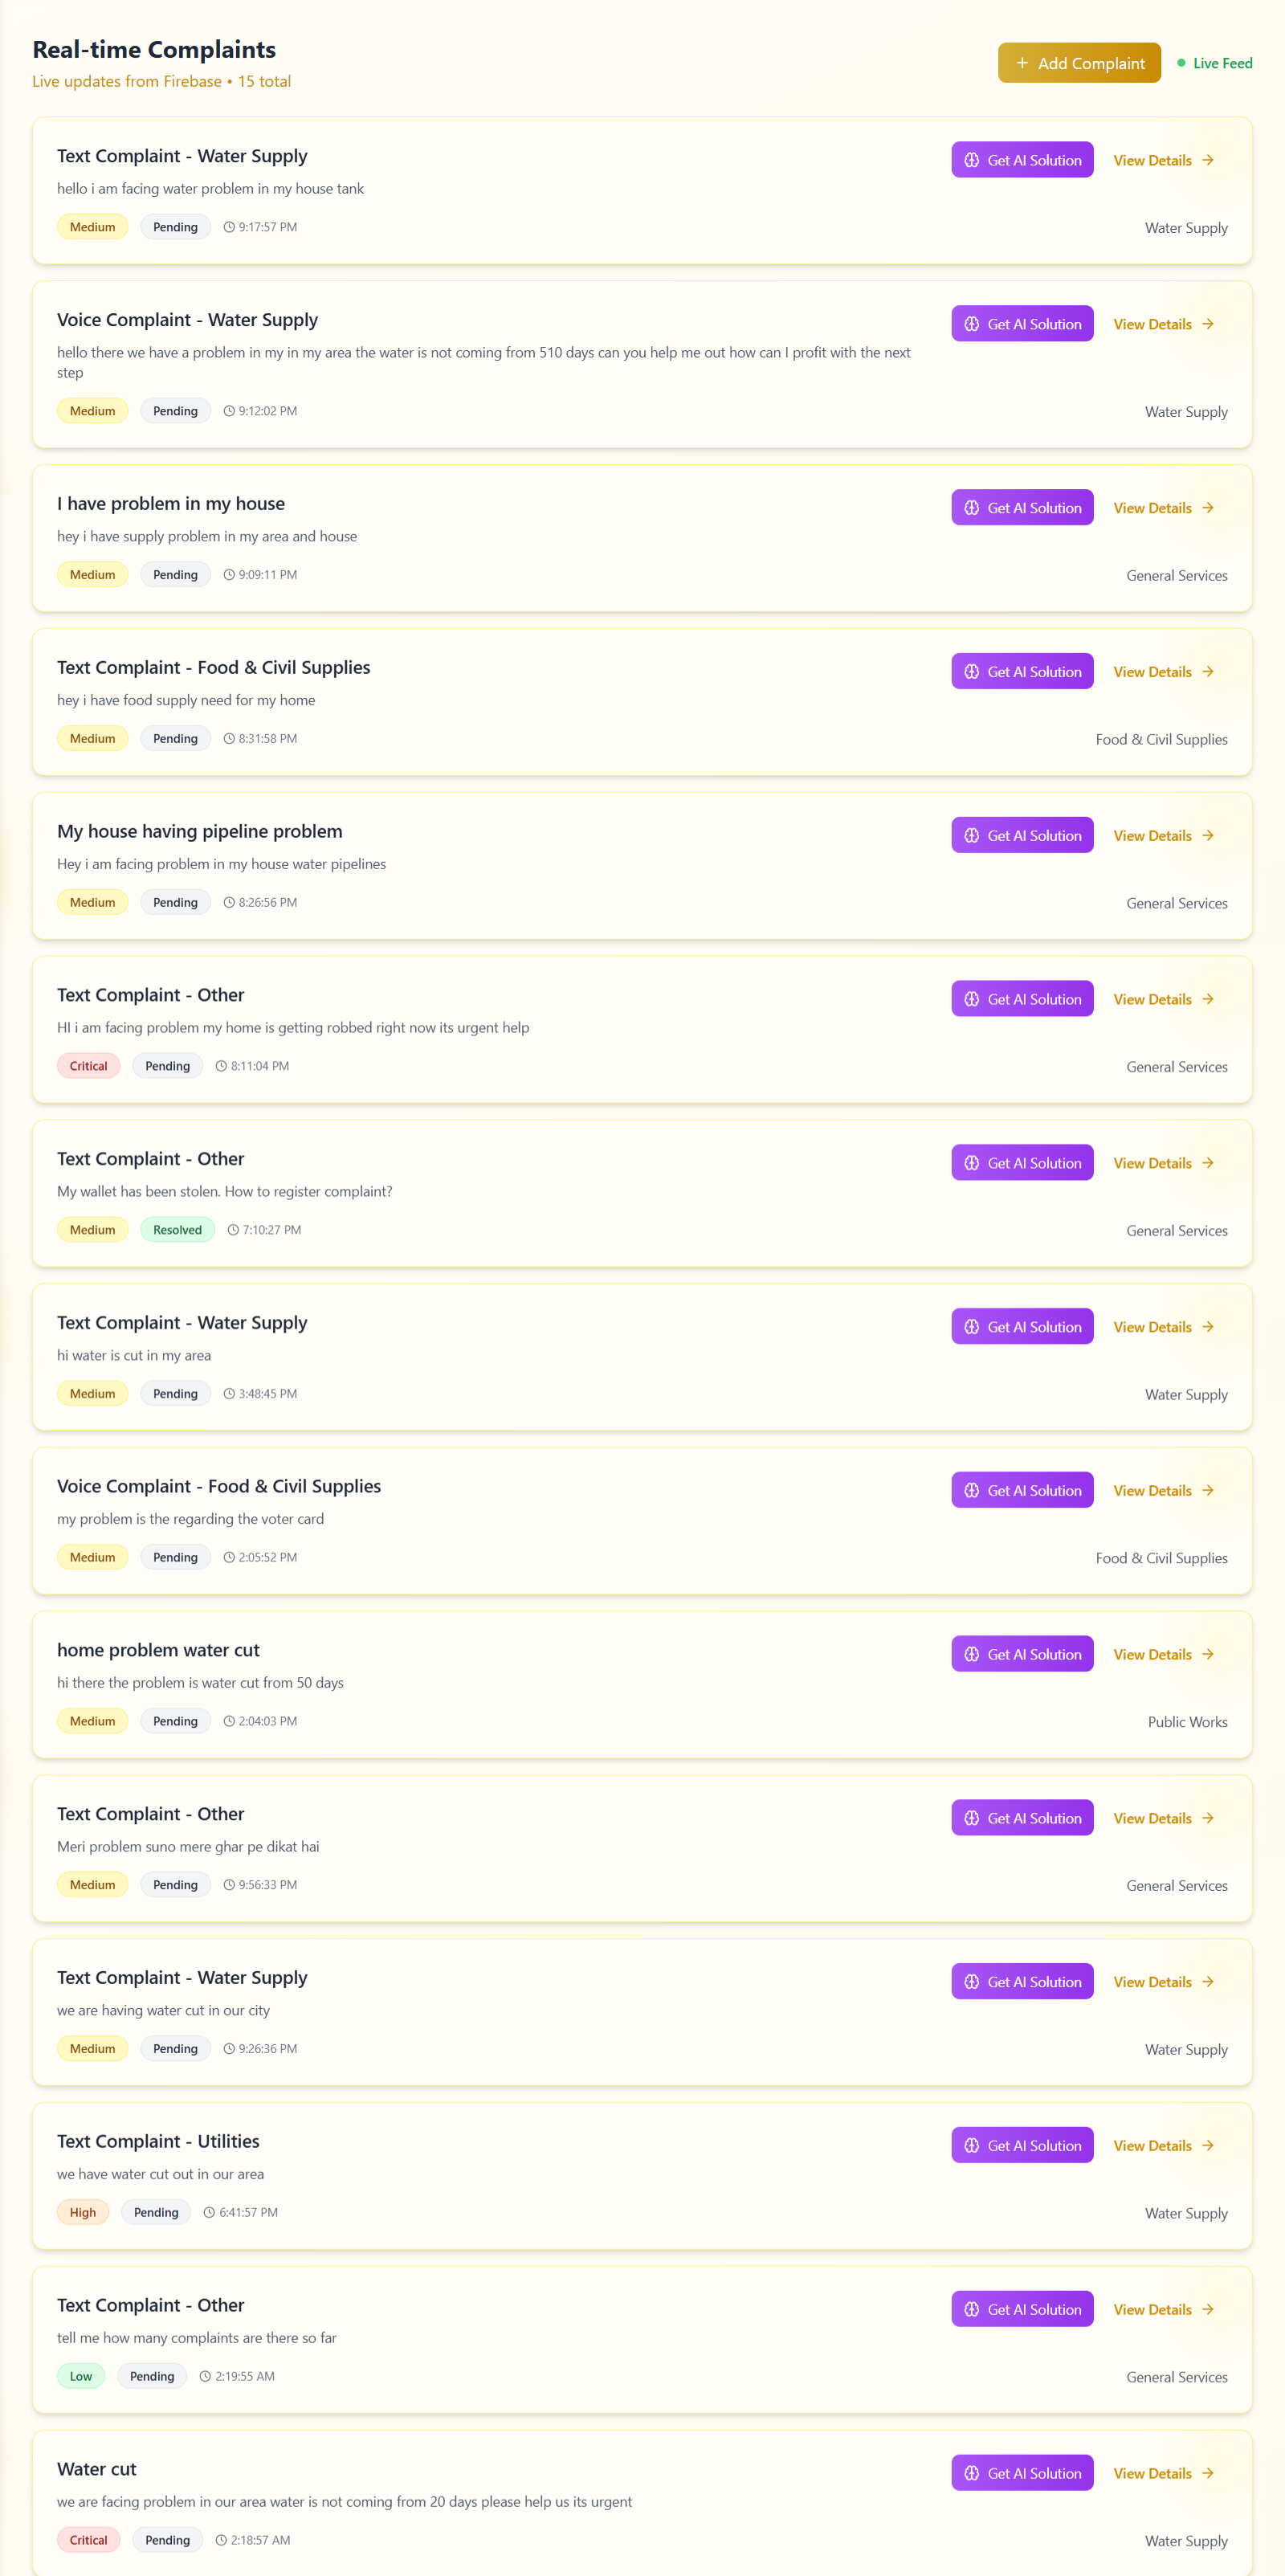 Real-time Complaints
Live updates from Firebase • 15 total
+ Add Complaint
Live Feed
Text Complaint - Water Supply
Get AI Solution
View Details →
hello i am facing water problem in my house tank
Medium Pending 9:17:57 PM
Water Supply
Voice Complaint - Water Supply
Get AI Solution
View Details →
hello there we have a problem in my in my area the water is not coming from 510 days can you help me out how can I profit with the next
step
Medium Pending 9:12:02 PM
Water Supply
I have problem in my house
Get AI Solution
View Details →
hey i have supply problem in my area and house
Medium Pending 9:09:11 PM
General Services
Text Complaint - Food & Civil Supplies
Get AI Solution
View Details →
hey i have food supply need for my home
Medium Pending 8:31:58 PM
Food & Civil Supplies
My house having pipeline problem
Get AI Solution
View Details →
Hey i am facing problem in my house water pipelines
Medium Pending 8:26:56 PM
General Services
Text Complaint - Other
Get AI Solution
View Details →
HI i am facing problem my home is getting robbed right now its urgent help
Critical Pending 8:11:04 PM
General Services
Text Complaint - Other
Get AI Solution
View Details →
My wallet has been stolen. How to register complaint?
Medium Resolved 7:10:27 PM
General Services
Text Complaint - Water Supply
Get AI Solution
View Details →
hi water is cut in my area
Medium Pending 3:48:45 PM
Water Supply
Voice Complaint - Food & Civil Supplies
Get AI Solution
View Details →
my problem is the regarding the voter card
Medium Pending 2:05:52 PM
Food & Civil Supplies
home problem water cut
Get AI Solution
View Details →
hi there the problem is water cut from 50 days
Medium Pending 2:04:03 PM
Public Works
Text Complaint - Other
Get AI Solution
View Details →
Meri problem suno mere ghar pe dikat hai
Medium Pending 9:56:33 PM
General Services
Text Complaint - Water Supply
Get AI Solution
View Details →
we are having water cut in our city
Medium Pending 9:26:36 PM
Water Supply
Text Complaint - Utilities
Get AI Solution
View Details →
we have water cut out in our area
High Pending 6:41:57 PM
Water Supply
Text Complaint - Other
Get AI Solution
View Details →
tell me how many complaints are there so far
Low Pending 2:19:55 AM
General Services
Water cut
Get AI Solution
View Details →
we are facing problem in our area water is not coming from 20 days please help us its urgent
Critical Pending 2:18:57 AM
Water Supply